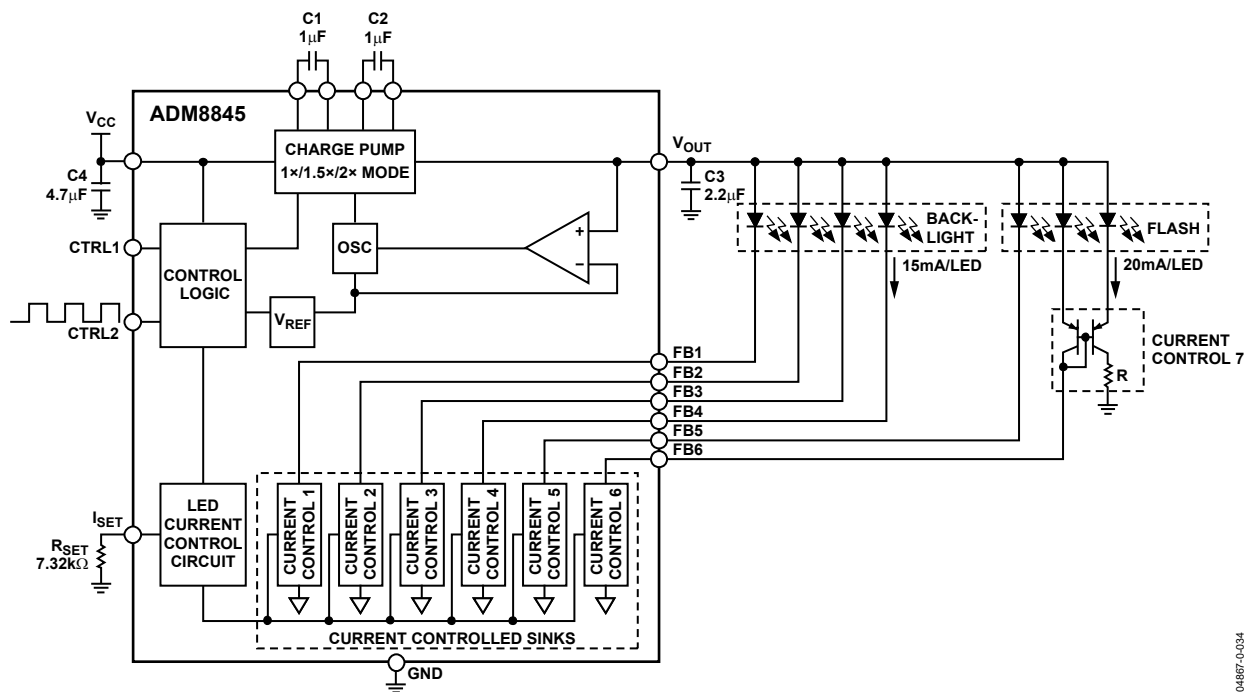 C1
1µF
C2
1µF
ADM8845
VCC
C4
4.7µF
CHARGE PUMP
1×/1.5×/2× MODE
VOUT
C3
2.2µF
BACK-
LIGHT
FLASH
15mA/LED
20mA/LED
CTRL1
CONTROL
LOGIC
OSC
+
−
VREF
CTRL2
CURRENT
CONTROL 7
R
FB1
FB2
FB3
FB4
FB5
FB6
ISET
RSET
7.32kΩ
LED
CURRENT
CONTROL
CIRCUIT
CURRENT
CONTROL 1
CURRENT
CONTROL 2
CURRENT
CONTROL 3
CURRENT
CONTROL 4
CURRENT
CONTROL 5
CURRENT
CONTROL 6
CURRENT CONTROLLED SINKS
GND
04867-0-034